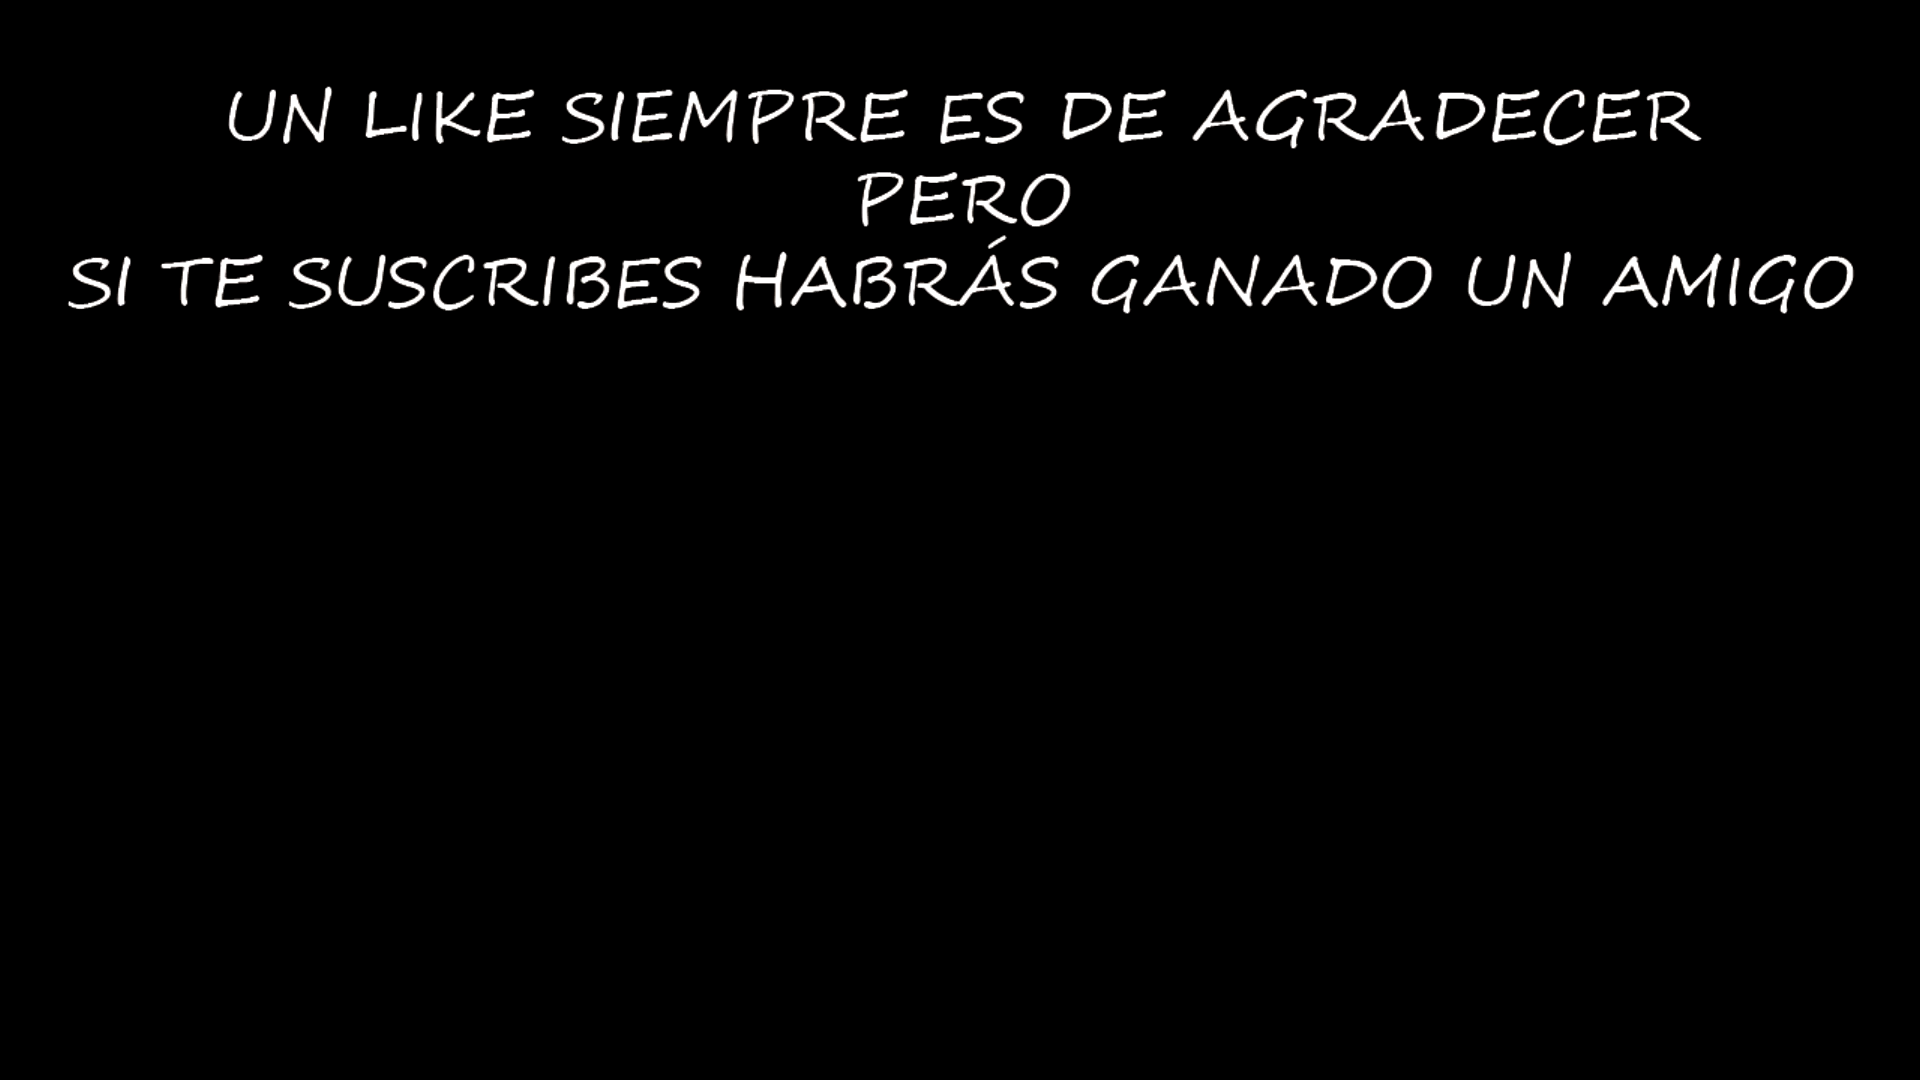 UN LIKE SIEMPRE ES DE AGRADECER
PERO
SI TE SUSCRIBES HABRÁS GANADO UN AMIGO